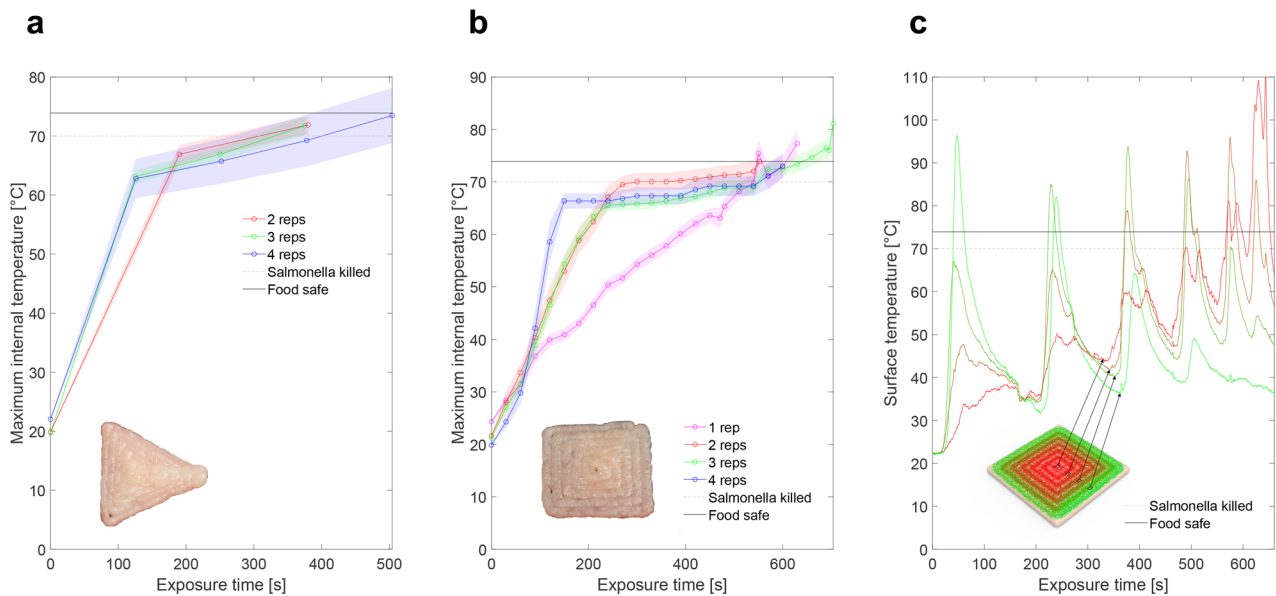 a
Maximum internal temperature [°C]
80
70
60
50
40
30
20
10
0
2 reps
3 reps
4 reps
Salmonella killed
Food safe
0
100
200
300
400
500
Exposure time [s]
b
Maximum internal temperature [°C]
90
80
70
60
50
40
30
20
10
0
1 rep
2 reps
3 reps
4 reps
Salmonella killed
Food safe
0
200
400
600
Exposure time [s]
c
Surface temperature [°C]
110
100
90
80
70
60
50
40
30
20
10
0
Salmonella killed
Food safe
0
100
200
300
400
500
600
Exposure time [s]